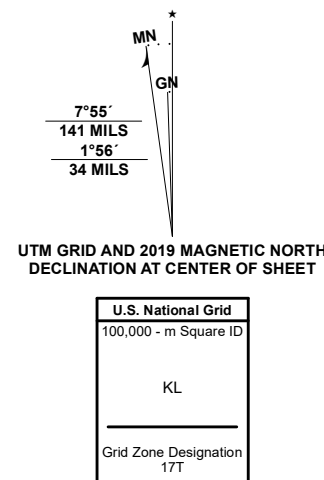 ★
MN
GN
7°55´
141 MILS
1°56´
34 MILS
UTM GRID AND 2019 MAGNETIC NORTH
DECLINATION AT CENTER OF SHEET
U.S. National Grid
100,000 - m Square ID
KL
Grid Zone Designation
17T